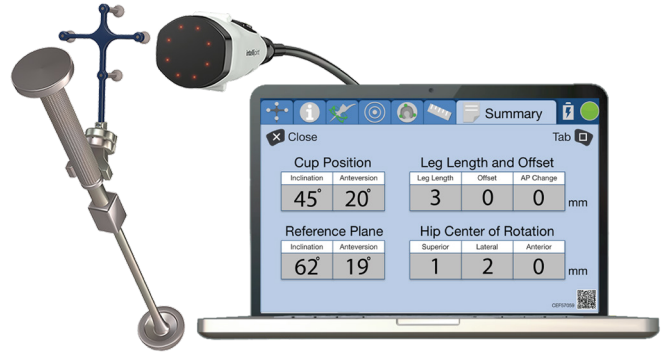 intellijoint
Summary
Close
Tab
Cup Position
Inclination Anteversion
45° 20°
Leg Length and Offset
Leg Length Offset AP Change
3 0 0 mm
Reference Plane
Inclination Anteversion
62° 19°
Hip Center of Rotation
Superior Lateral Anterior
1 2 0 mm